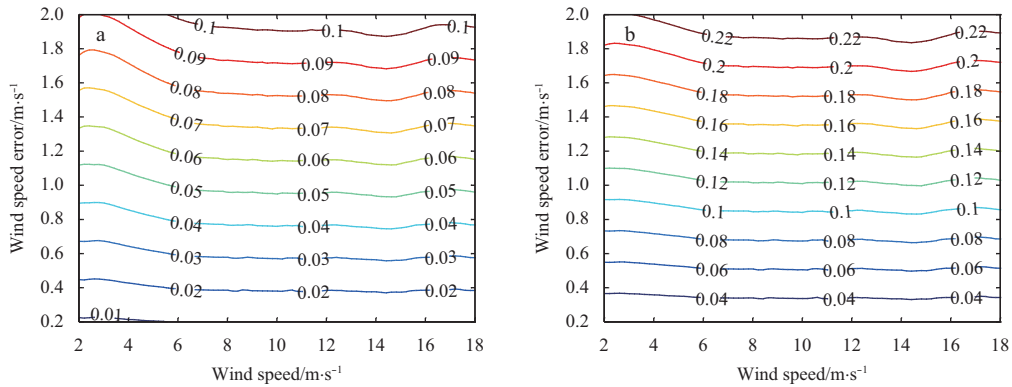 a
0.1 0.1 0.1
0.09 0.09 0.09
0.08 0.08 0.08
0.07 0.07 0.07
0.06 0.06 0.06
0.05 0.05 0.05
0.04 0.04 0.04
0.03 0.03 0.03
0.02 0.02 0.02
0.01
2.0
1.8
1.6
1.4
1.2
1.0
0.8
0.6
0.4
0.2
2 4 6 8 10 12 14 16 18
Wind speed error/m·s⁻¹
Wind speed/m·s⁻¹
b
0.22 0.22 0.22
0.2 0.2 0.2
0.18 0.18 0.18
0.16 0.16 0.16
0.14 0.14 0.14
0.12 0.12 0.12
0.1 0.1 0.1
0.08 0.08 0.08
0.06 0.06 0.06
0.04 0.04 0.04
2.0
1.8
1.6
1.4
1.2
1.0
0.8
0.6
0.4
0.2
2 4 6 8 10 12 14 16 18
Wind speed error/m·s⁻¹
Wind speed/m·s⁻¹